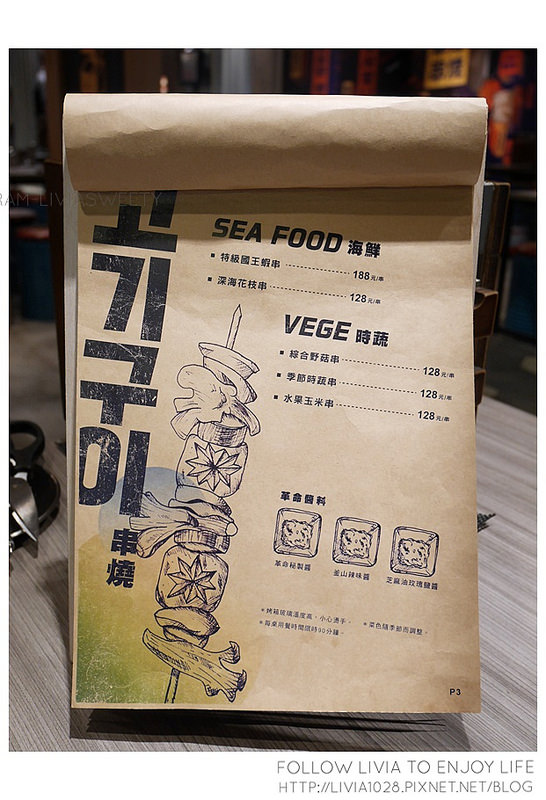 RAM-LIVIASWEETY
고기구이
串燒
SEA FOOD 海鮮
▪ 特級國王蝦串 188元/串
▪ 深海花枝串 128元/串
VEGE 時蔬
▪ 綜合野菇串 128元/串
▪ 季節時蔬串 128元/串
▪ 水果玉米串 128元/串
革命醬料
革命秘製醬 釜山辣味醬 芝麻油玫瑰鹽醬
*烤箱玻璃溫度高,小心燙手。 *菜色隨季節而調整。
*每桌用餐時間限時90分鐘。
P3
FOLLOW LIVIA TO ENJOY LIFE
HTTP://LIVIA1028.PIXNET.NET/BLOG